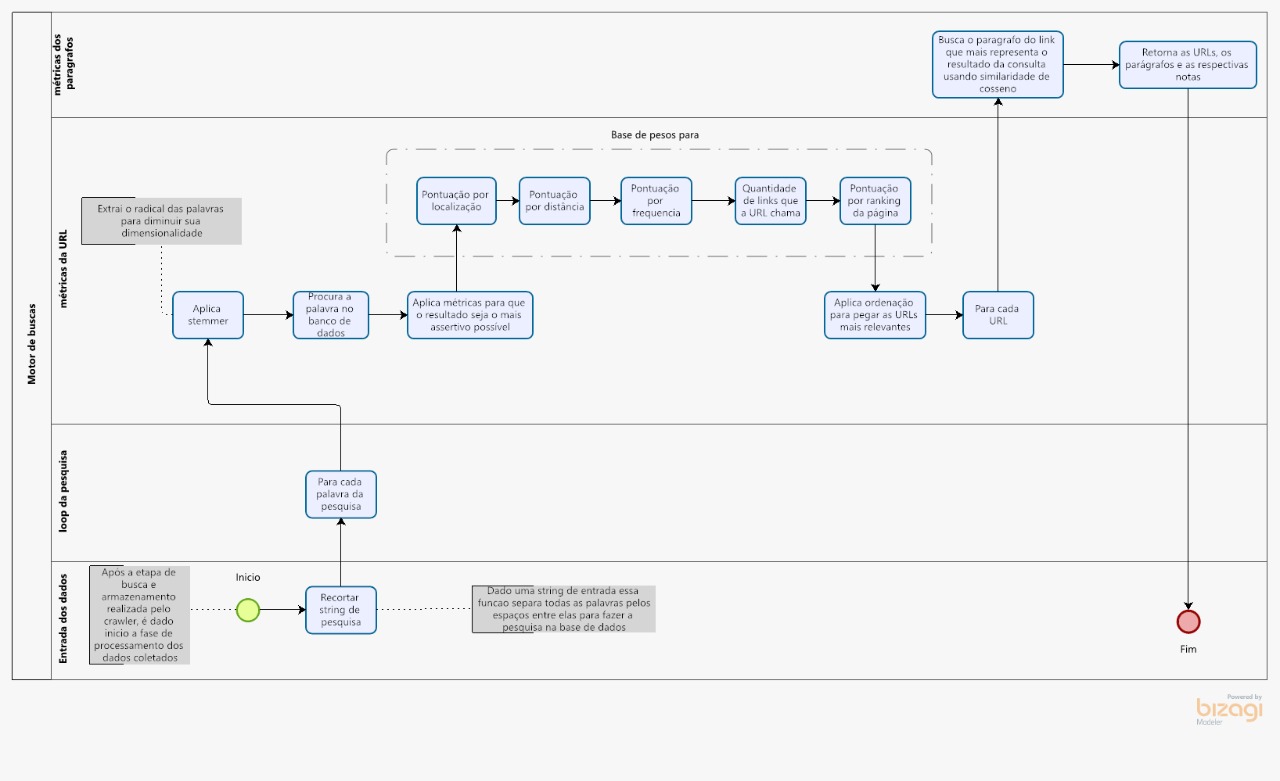 Motor de buscas
métricas dos
paragrafos
Busca o paragrafo do link
que mais representa o
resultado da consulta
usando similaridade de
cosseno
Retorna as URLs, os
parágrafos e as respectivas
notas
métricas da URL
Base de pesos para
Pontuação por
localização
Pontuação
por distância
Pontuação
por
frequencia
Quantidade
de links que
a URL chama
Pontuação
por ranking
da página
Extrai o radical das palavras
para diminuir sua
dimensionalidade
Aplica
stemmer
Procura a
palavra no
banco de
dados
Aplica métricas para que
o resultado seja o mais
assertivo possível
Aplica ordenação
para pegar as URLs
mais relevantes
Para cada
URL
loop da pesquisa
Para cada
palavra da
pesquisa
Entrada dos dados
Após a etapa de
busca e
armazenamento
realizada pelo
crawler, é dado
inicio a fase de
processamento dos
dados coletados
Inicio
Recortar
string de
pesquisa
Dado uma string de entrada essa
funcao separa todas as palavras pelos
espaços entre elas para fazer a
pesquisa na base de dados
Fim
Powered by
bizagi
Modeler